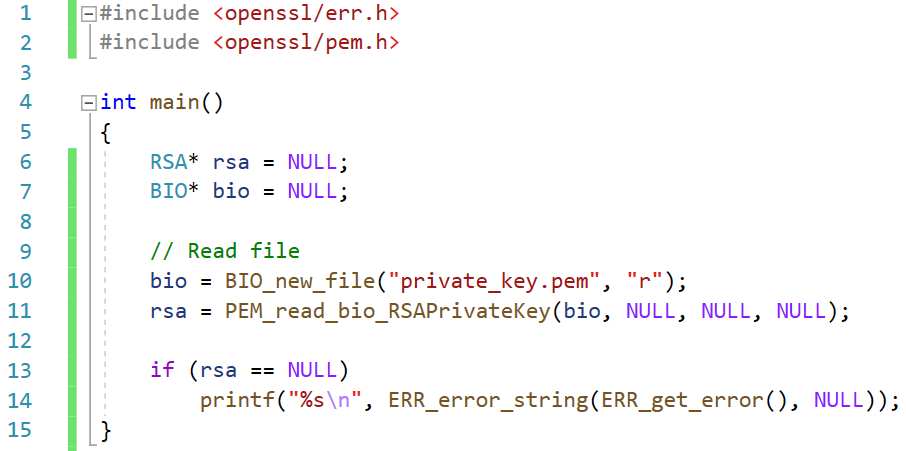 1 #include <openssl/err.h>
2 #include <openssl/pem.h>
3
4 int main()
5 {
6     RSA* rsa = NULL;
7     BIO* bio = NULL;
8
9     // Read file
10     bio = BIO_new_file("private_key.pem", "r");
11     rsa = PEM_read_bio_RSAPrivateKey(bio, NULL, NULL, NULL);
12
13     if (rsa == NULL)
14         printf("%s\n", ERR_error_string(ERR_get_error(), NULL));
15 }